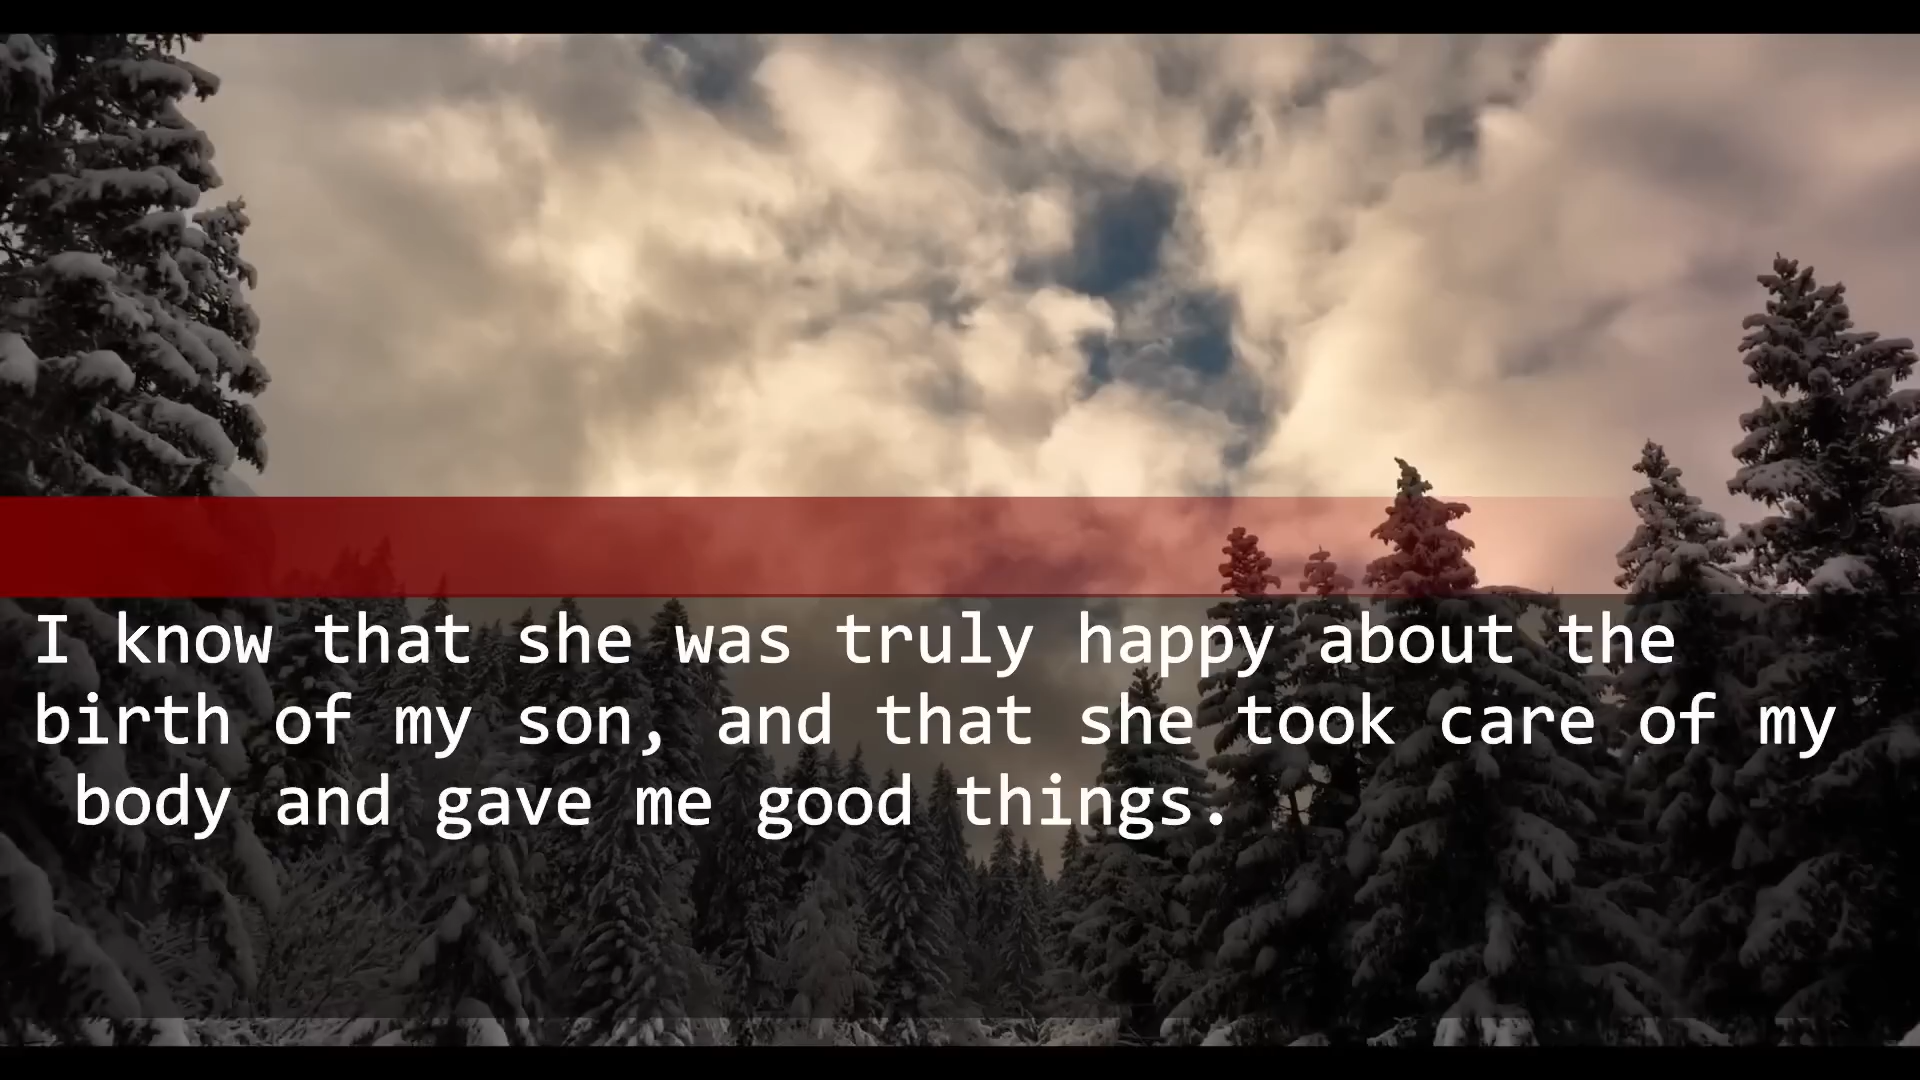 I know that she was truly happy about the
birth of my son, and that she took care of my
body and gave me good things.